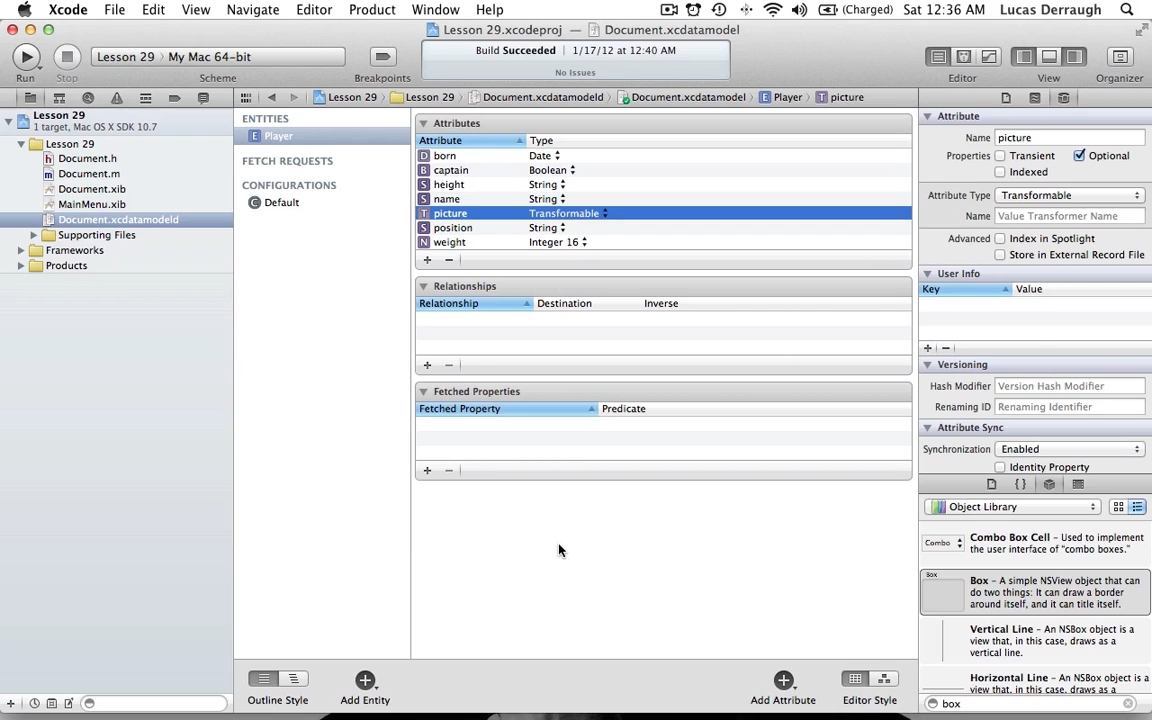 Xcode File Edit View Navigate Editor Product Window Help (Charged) Sat 12:36 AM Lucas Derraugh
Lesson 29.xcodeproj — Document.xcdatamodel
Lesson 29 › My Mac 64-bit
Build Succeeded | 1/17/12 at 12:40 AM
No Issues
Run Stop Scheme Breakpoints Editor View Organizer
Lesson 29 › Lesson 29 › Document.xcdatamodeld › Document.xcdatamodel › E Player › T picture
Lesson 29
1 target, Mac OS X SDK 10.7
Lesson 29
Document.h
Document.m
Document.xib
MainMenu.xib
Document.xcdatamodeld
Supporting Files
Frameworks
Products
ENTITIES
E Player
FETCH REQUESTS
CONFIGURATIONS
C Default
Attributes
Attribute Type
D born Date
B captain Boolean
S height String
S name String
T picture Transformable
S position String
N weight Integer 16
+ −
Relationships
Relationship Destination Inverse
+ −
Fetched Properties
Fetched Property Predicate
+ −
Outline Style Add Entity Add Attribute Editor Style
Attribute
Name picture
Properties Transient Optional
Indexed
Attribute Type Transformable
Name Value Transformer Name
Advanced Index in Spotlight
Store in External Record File
User Info
Key Value
+ −
Versioning
Hash Modifier Version Hash Modifier
Renaming ID Renaming Identifier
Attribute Sync
Synchronization Enabled
Identity Property
{ }
Object Library
Combo Combo Box Cell – Used to implement
the user interface of "combo boxes."
Box Box – A simple NSView object that can
do two things: It can draw a border
around itself, and it can title itself.
Vertical Line – An NSBox object is a
view that, in this case, draws as a
vertical line.
Horizontal Line – An NSBox object is a
view that, in this case, draws as a
box